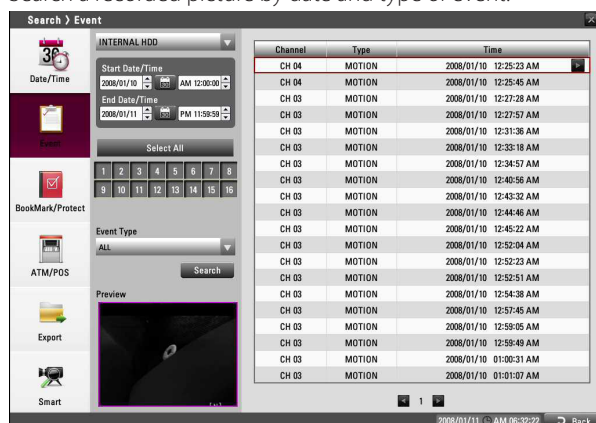 Search a recorded picture by date and type of event.
Search 〉 Event
INTERNAL HDD
Start Date/Time
2008/01/10 AM 12:00:00
End Date/Time
2008/01/11 PM 11:59:59
Select All
1 2 3 4 5 6 7 8
9 10 11 12 13 14 15 16
Event Type
ALL
Search
Preview
Date/Time
Event
BookMark/Protect
ATM/POS
Export
Smart
Channel Type Time
CH 04 MOTION 2008/01/10 12:25:23 AM
CH 04 MOTION 2008/01/10 12:25:45 AM
CH 03 MOTION 2008/01/10 12:27:28 AM
CH 03 MOTION 2008/01/10 12:27:57 AM
CH 03 MOTION 2008/01/10 12:31:36 AM
CH 03 MOTION 2008/01/10 12:33:18 AM
CH 03 MOTION 2008/01/10 12:34:57 AM
CH 03 MOTION 2008/01/10 12:40:56 AM
CH 03 MOTION 2008/01/10 12:43:32 AM
CH 03 MOTION 2008/01/10 12:44:46 AM
CH 03 MOTION 2008/01/10 12:45:22 AM
CH 03 MOTION 2008/01/10 12:52:04 AM
CH 03 MOTION 2008/01/10 12:52:23 AM
CH 03 MOTION 2008/01/10 12:52:51 AM
CH 03 MOTION 2008/01/10 12:54:38 AM
CH 03 MOTION 2008/01/10 12:57:45 AM
CH 03 MOTION 2008/01/10 12:59:05 AM
CH 03 MOTION 2008/01/10 12:59:49 AM
CH 03 MOTION 2008/01/10 01:00:31 AM
CH 03 MOTION 2008/01/10 01:01:07 AM
1
2008/01/11 AM 06:32:22 Back